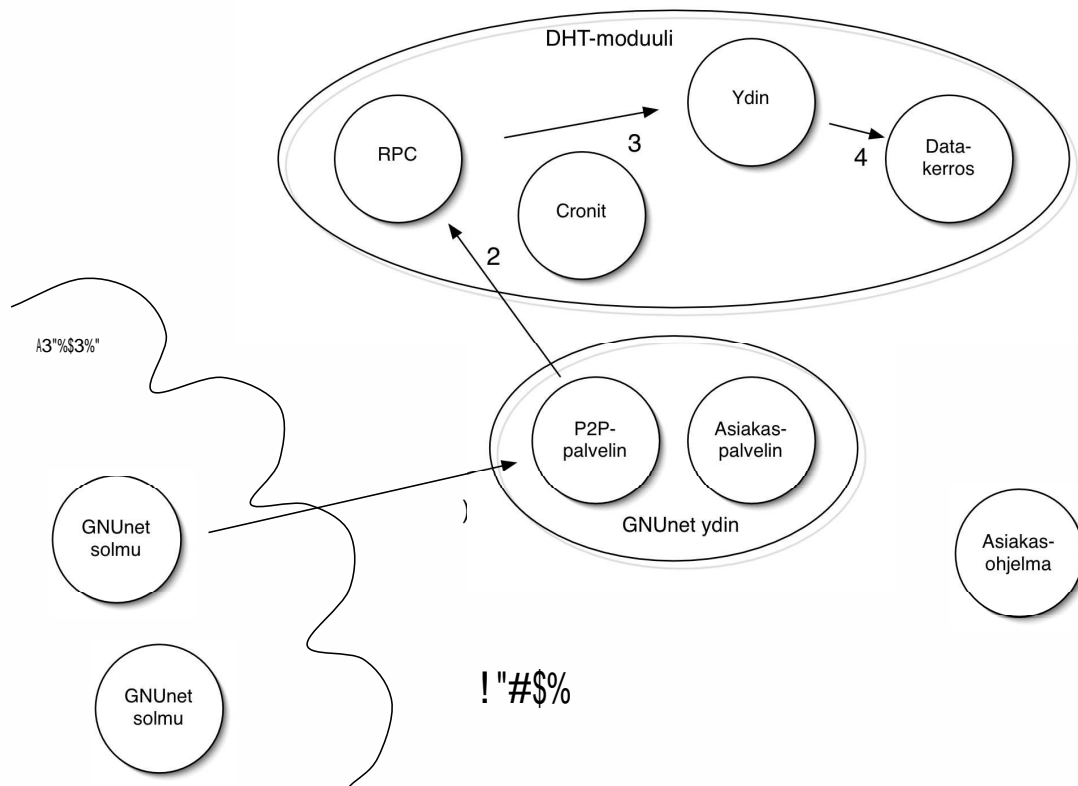 DHT-moduuli
Ydin
RPC
3
4
Data-
kerros
Cronit
2
A3"%$3%"
P2P-
palvelin
Asiakas-
palvelin
)
GNUnet ydin
GNUnet
solmu
Asiakas-
ohjelma
GNUnet
solmu
!"#$%